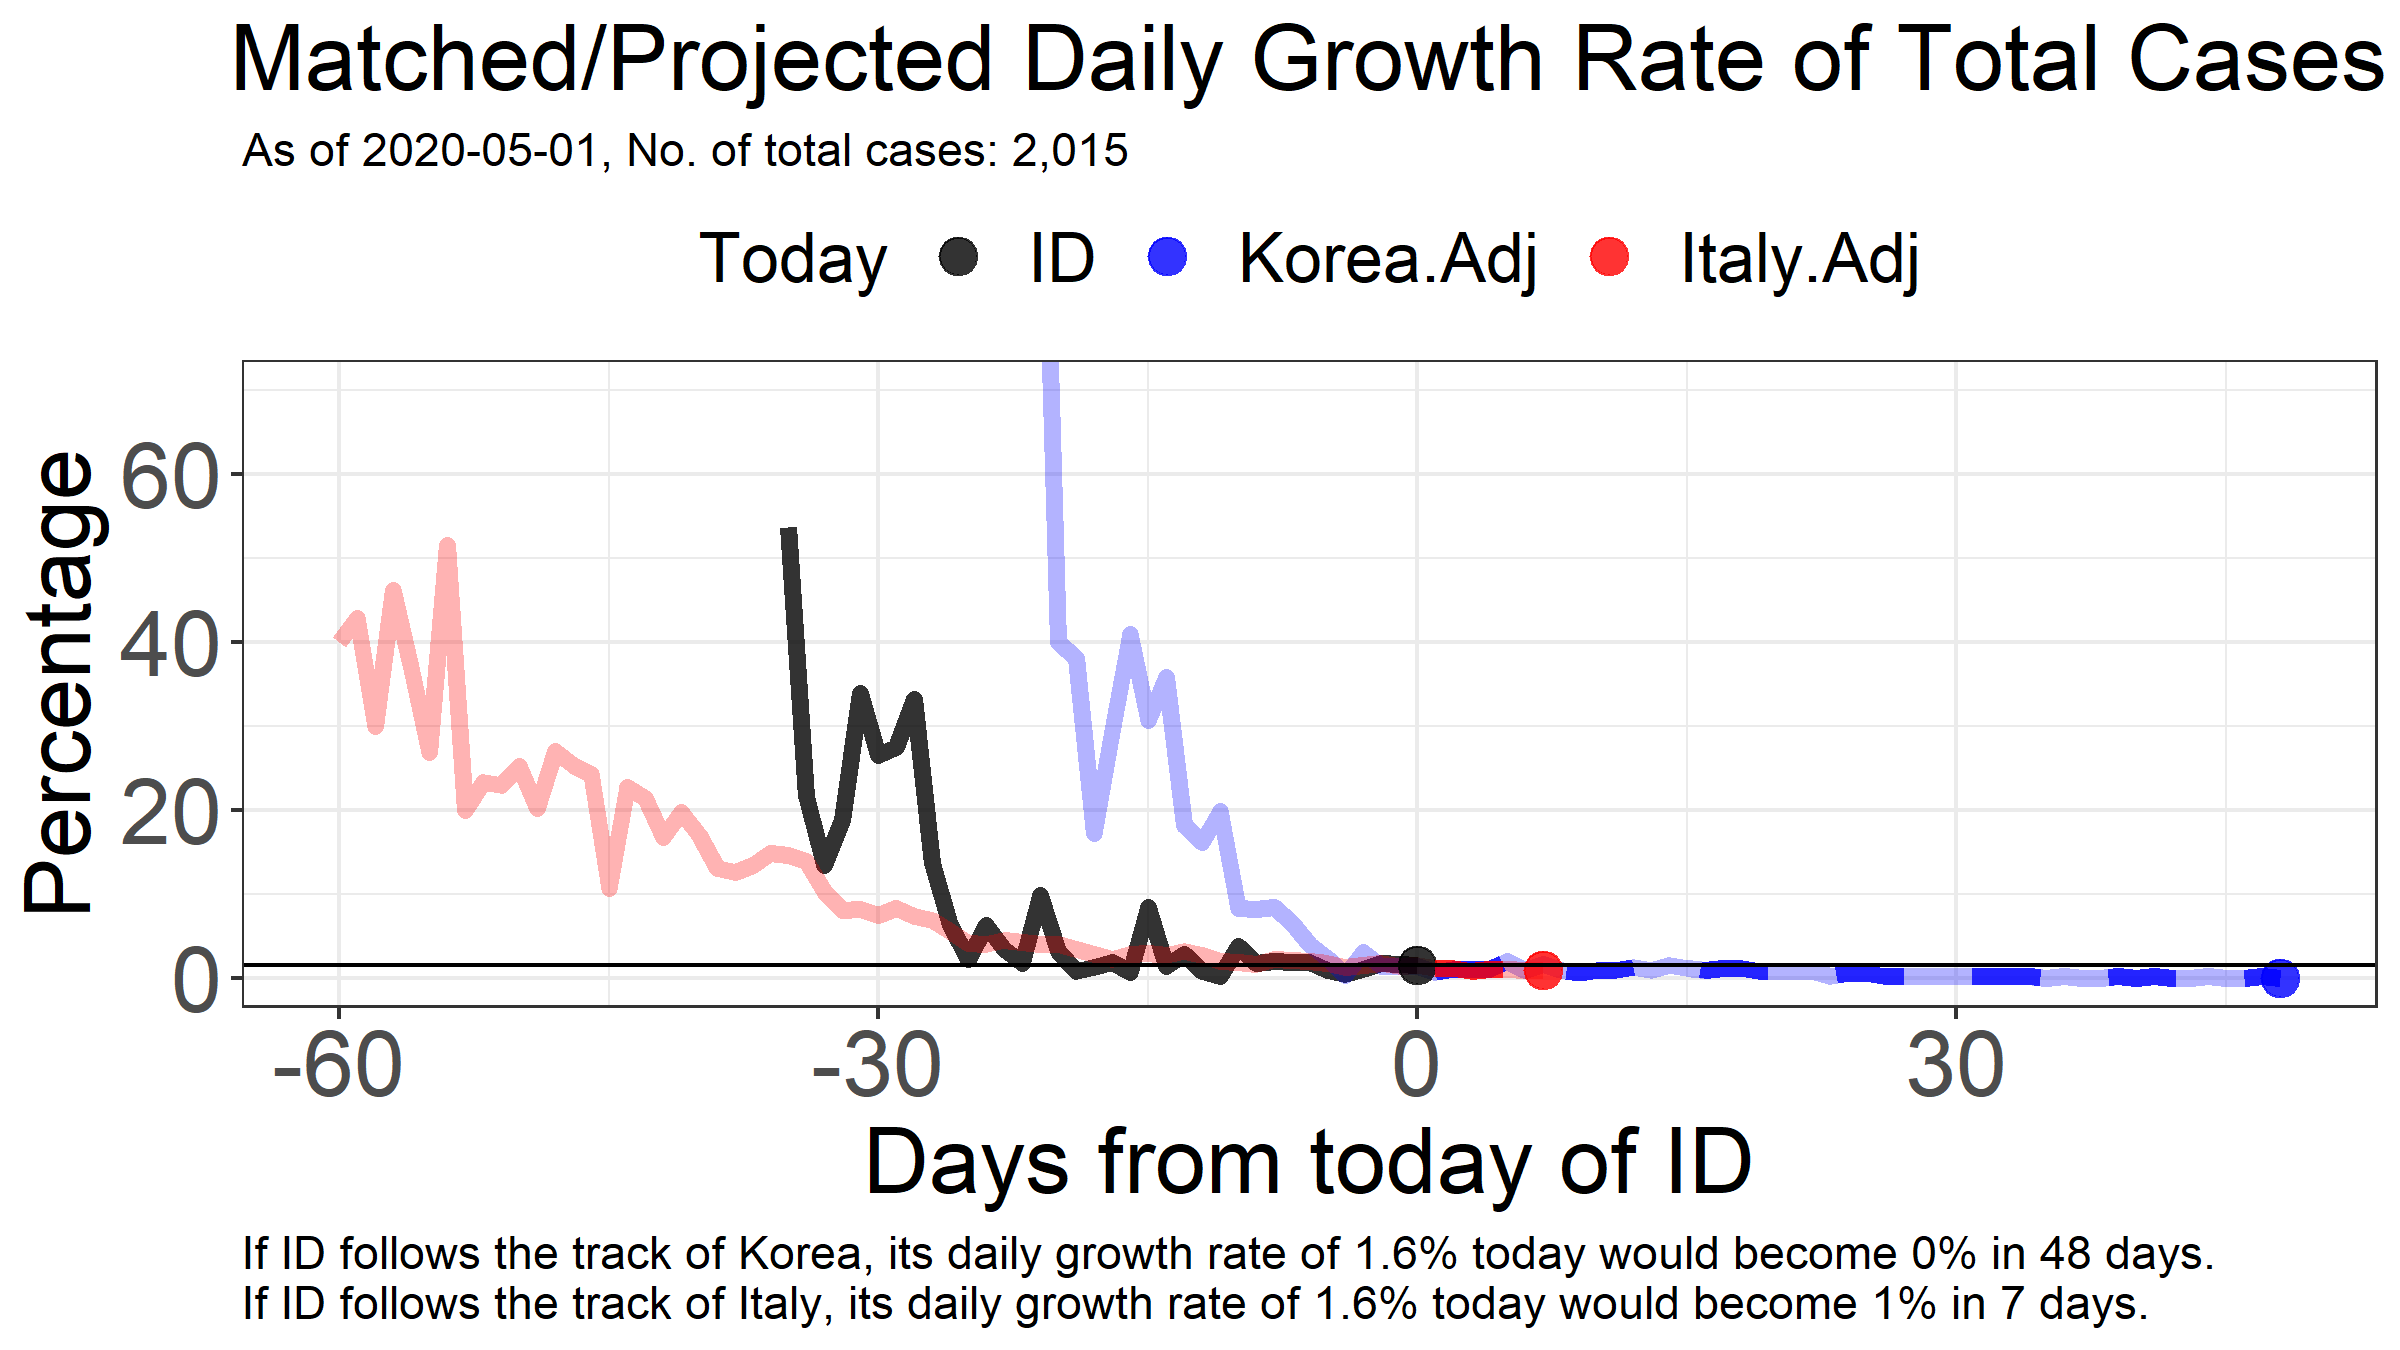 Matched/Projected Daily Growth Rate of Total Cases
As of 2020-05-01, No. of total cases: 2,015
Today ID Korea.Adj Italy.Adj
Percentage
60
40
20
0
-60 -30 0 30
Days from today of ID
If ID follows the track of Korea, its daily growth rate of 1.6% today would become 0% in 48 days.
If ID follows the track of Italy, its daily growth rate of 1.6% today would become 1% in 7 days.